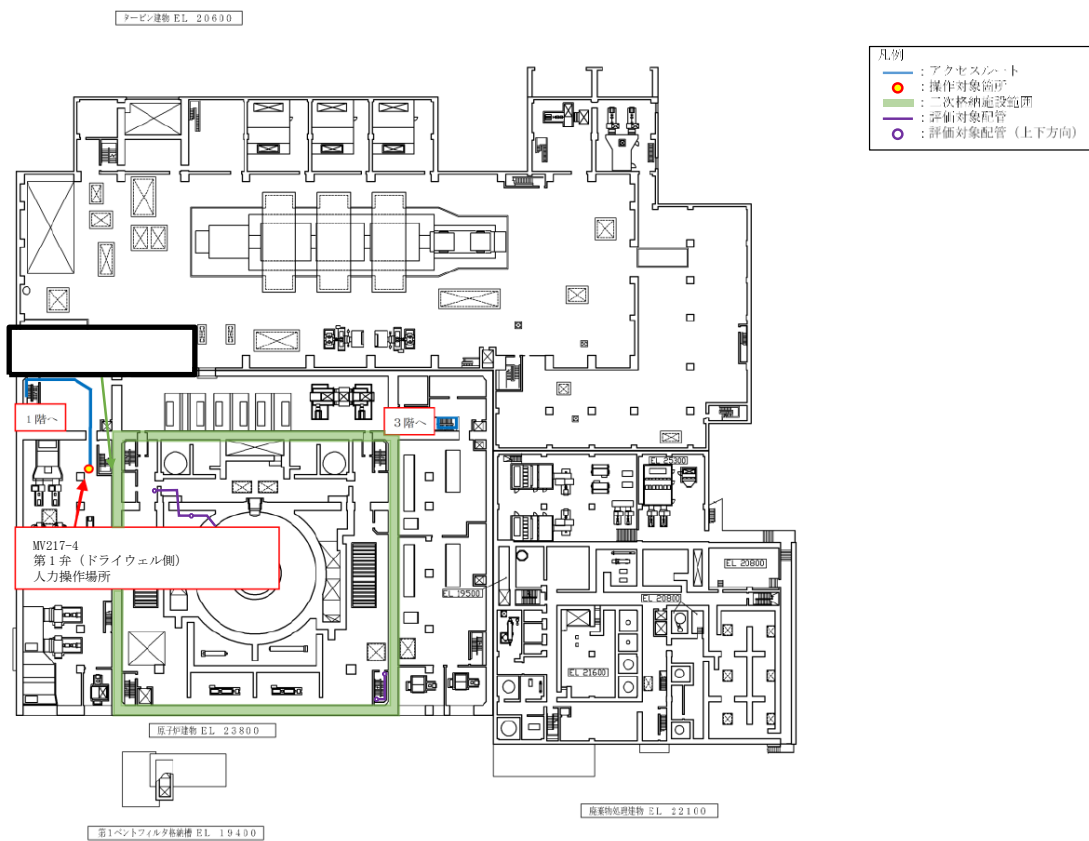 タービン建物 EL 20600
凡例
：アクセスルート
：操作対象箇所
：二次格納施設範囲
：評価対象配管
：評価対象配管（上下方向）
1階へ
3階へ
EL 25300
MV217-4
第1弁（ドライウェル側）
人力操作場所
EL 19500
EL 20800
EL 20800
EL 21600
原子炉建物 EL 23800
廃棄物処理建物 EL 22100
第1ベントフィルタ格納槽 EL 19400